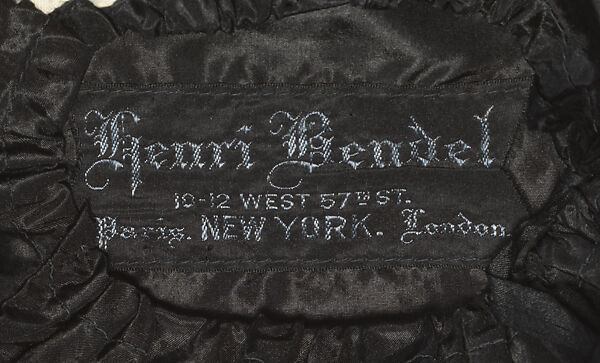 Henri Bendel
10-12 WEST 57TH ST.
Paris. NEW YORK. London.